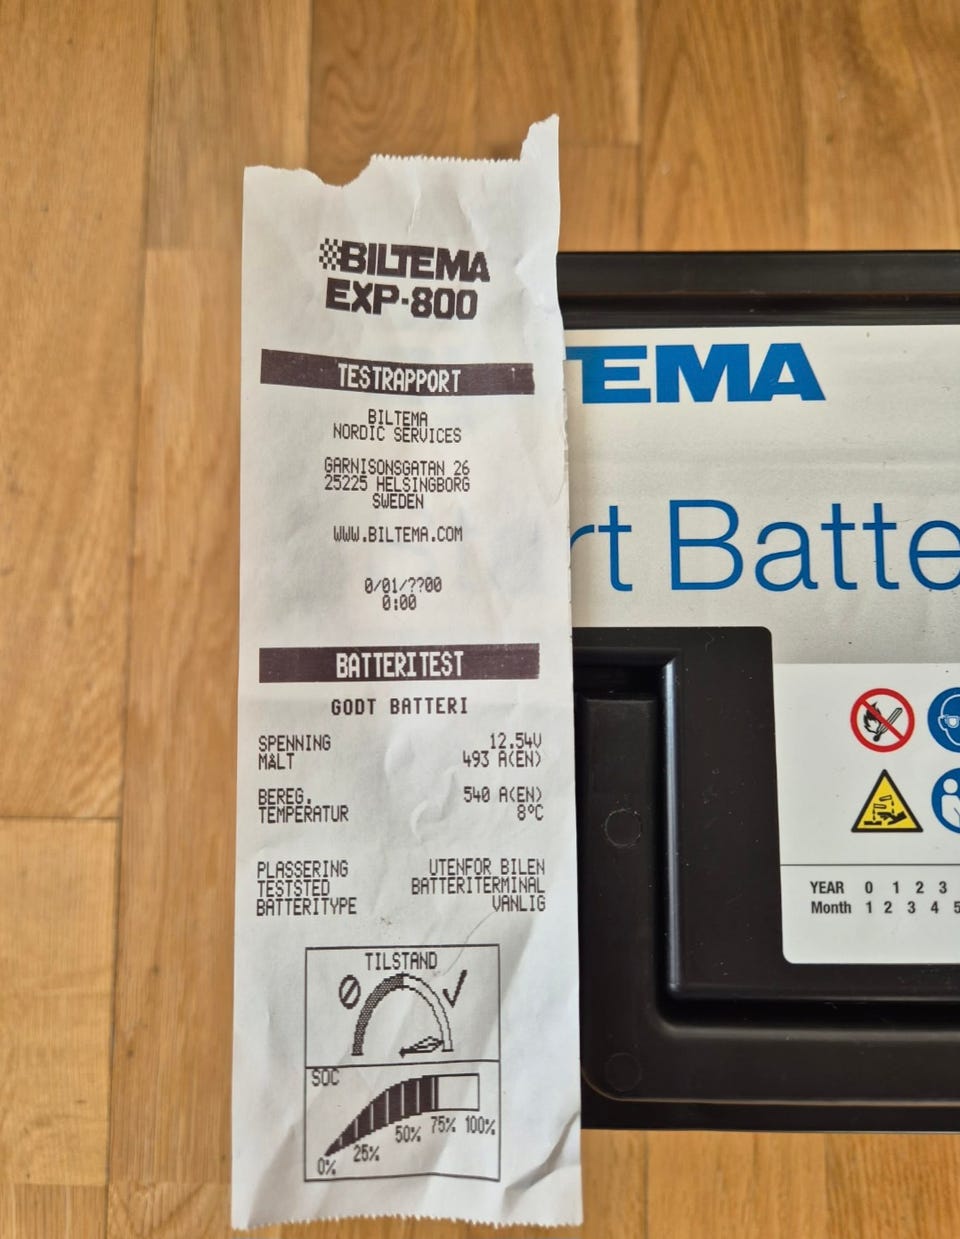 BILTEMA
EXP-800
TESTRAPPORT
BILTEMA
NORDIC SERVICES
GARNISONSGATAN 26
25225 HELSINGBORG
SWEDEN
WWW.BILTEMA.COM
0/01/??00
0:00
BATTERITEST
GODT BATTERI
SPENNING 12.54V
MÅLT 493 A(EN)
BEREG. 540 A(EN)
TEMPERATUR 8°C
PLASSERING UTENFOR BILEN
TESTSTED BATTERITERMINAL
BATTERITYPE VANLIG
TILSTAND
SOC
0% 25% 50% 75% 100%
TEMA
rt Batte
YEAR 0 1 2 3
Month 1 2 3 4 5